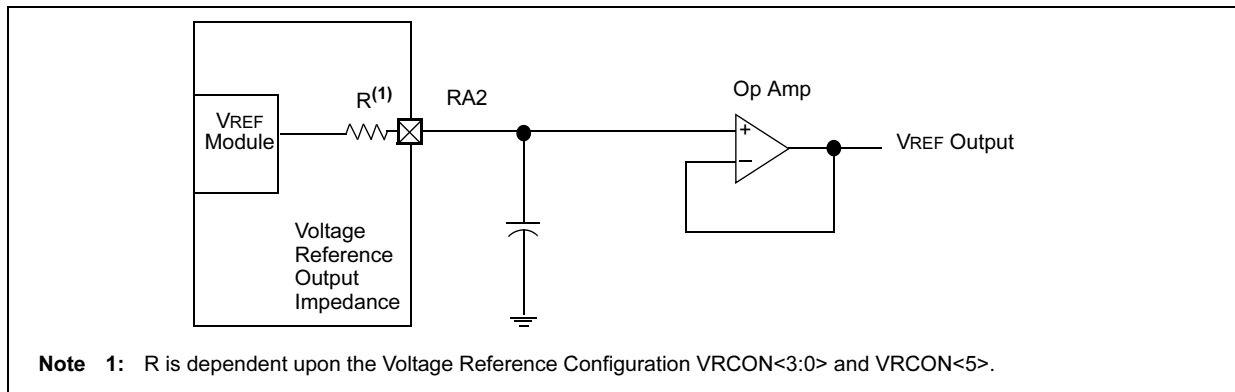 R(1)
RA2
Op Amp
VREF
Module
+
−
VREF Output
Voltage
Reference
Output
Impedance
Note 1: R is dependent upon the Voltage Reference Configuration VRCON<3:0> and VRCON<5>.